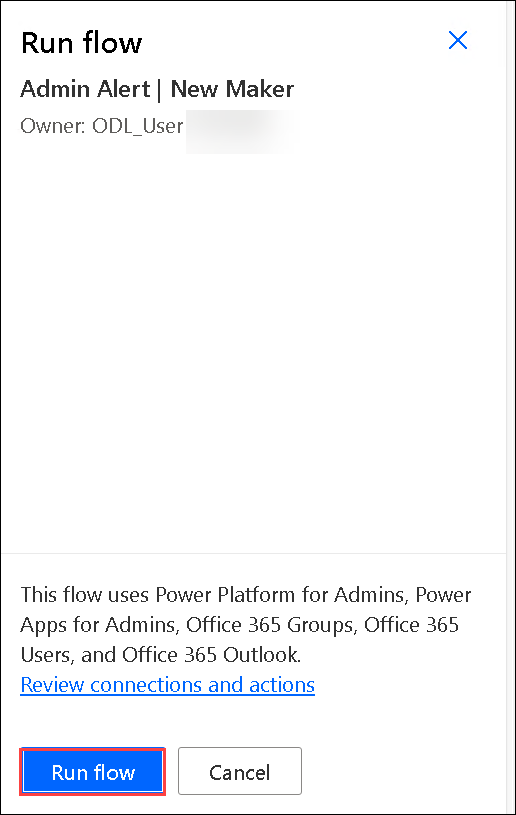 Run flow
Admin Alert | New Maker
Owner: ODL_User
This flow uses Power Platform for Admins, Power
Apps for Admins, Office 365 Groups, Office 365
Users, and Office 365 Outlook.
Review connections and actions
Run flow
Cancel